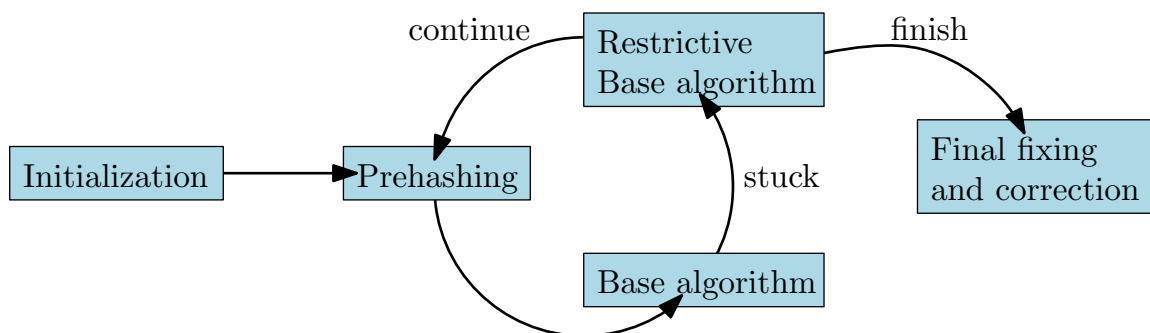 continue
finish
Restrictive
Base algorithm
Initialization
Prehashing
stuck
Final fixing
and correction
Base algorithm